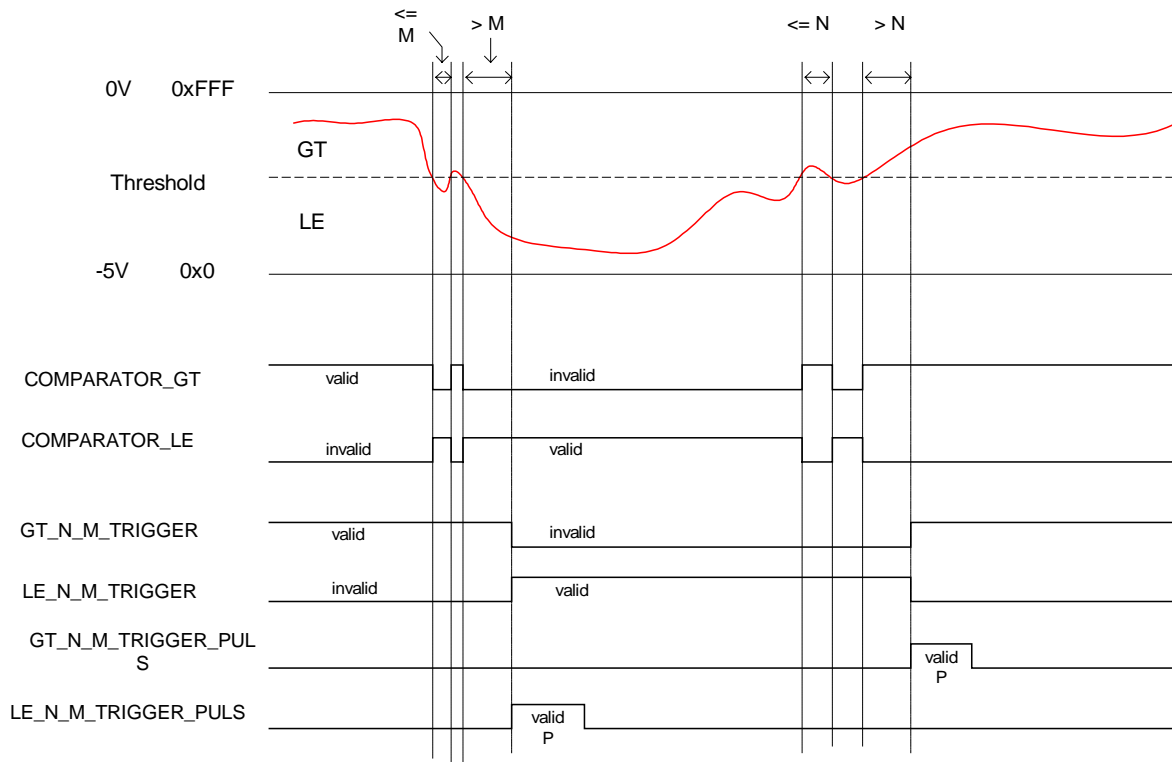 <=
M
> M
<= N
> N
0V 0xFFF
GT
Threshold
LE
-5V 0x0
COMPARATOR_GT
valid
invalid
COMPARATOR_LE
invalid
valid
GT_N_M_TRIGGER
valid
invalid
LE_N_M_TRIGGER
invalid
valid
GT_N_M_TRIGGER_PUL
S
valid
P
LE_N_M_TRIGGER_PULS
valid
P